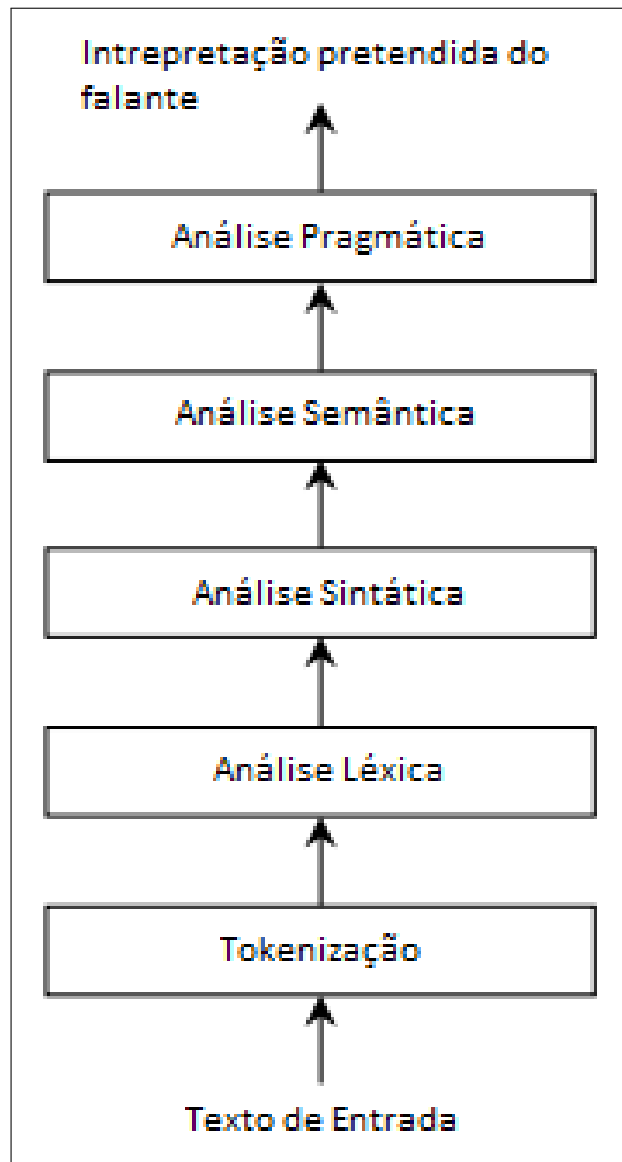 Intrepretação pretendida do
falante
Análise Pragmática
Análise Semântica
Análise Sintática
Análise Léxica
Tokenização
Texto de Entrada